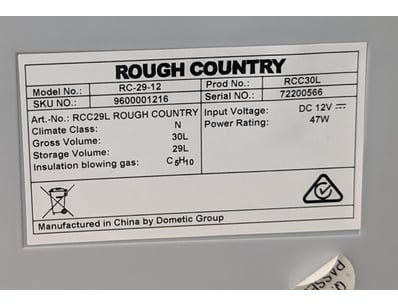 ROUGH COUNTRY
Model No.: RC-29-12 Prod No.: RCC30L
SKU NO.: 9600001216 Serial NO.: 72200566
Art.-No.: RCC29L ROUGH COUNTRY
Climate Class: N
Gross Volume: 30L
Storage Volume: 29L
Insulation blowing gas: C5H10
Input Voltage: DC 12V ⎓
Power Rating: 47W
Manufactured in China by Dometic Group
PASSE